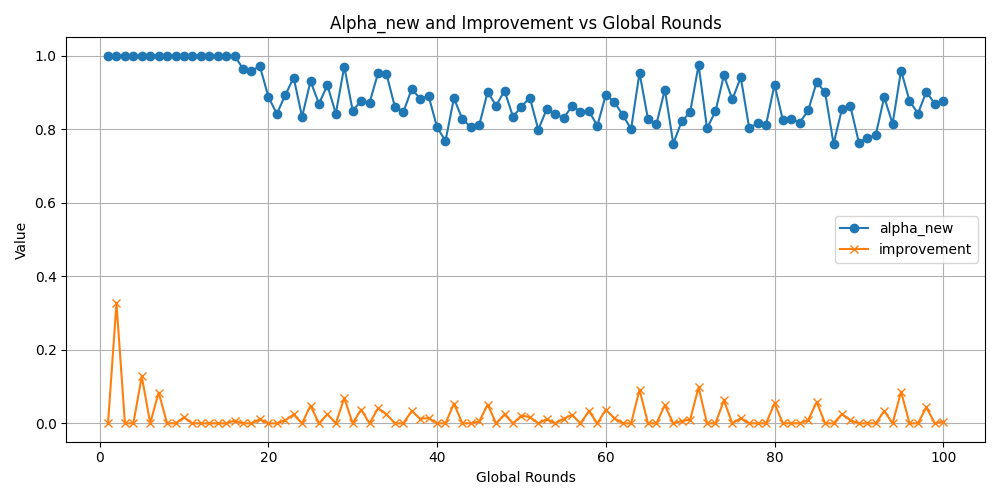 Alpha_new and Improvement vs Global Rounds
1.0
0.8
0.6
0.4
0.2
0.0
Value
alpha_new
improvement
0 20 40 60 80 100
Global Rounds